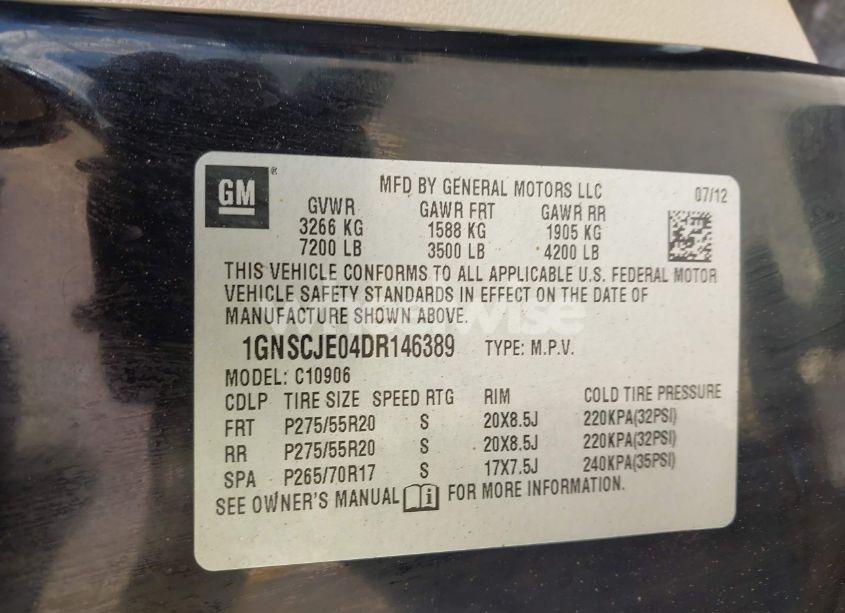 GM®
MFD BY GENERAL MOTORS LLC 07/12
GVWR GAWR FRT GAWR RR
3266 KG 1588 KG 1905 KG
7200 LB 3500 LB 4200 LB
THIS VEHICLE CONFORMS TO ALL APPLICABLE U.S. FEDERAL MOTOR
VEHICLE SAFETY STANDARDS IN EFFECT ON THE DATE OF
MANUFACTURE SHOWN ABOVE.
1GNSCJE04DR146389 TYPE: M.P.V.
MODEL: C10906
CDLP TIRE SIZE SPEED RTG RIM COLD TIRE PRESSURE
FRT P275/55R20 S 20X8.5J 220KPA(32PSI)
RR P275/55R20 S 20X8.5J 220KPA(32PSI)
SPA P265/70R17 S 17X7.5J 240KPA(35PSI)
SEE OWNER'S MANUAL i FOR MORE INFORMATION.